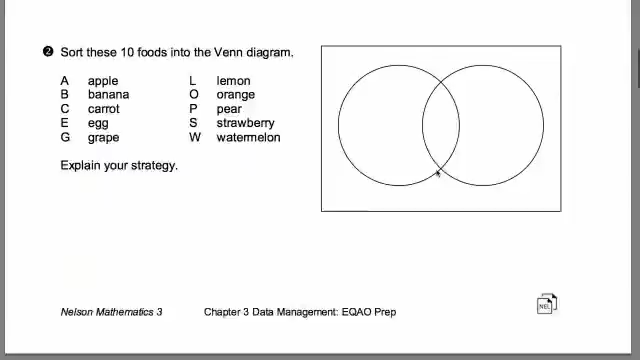 ❷ Sort these 10 foods into the Venn diagram.
A apple L lemon
B banana O orange
C carrot P pear
E egg S strawberry
G grape W watermelon
Explain your strategy.
Nelson Mathematics 3 Chapter 3 Data Management: EQAO Prep
NEL